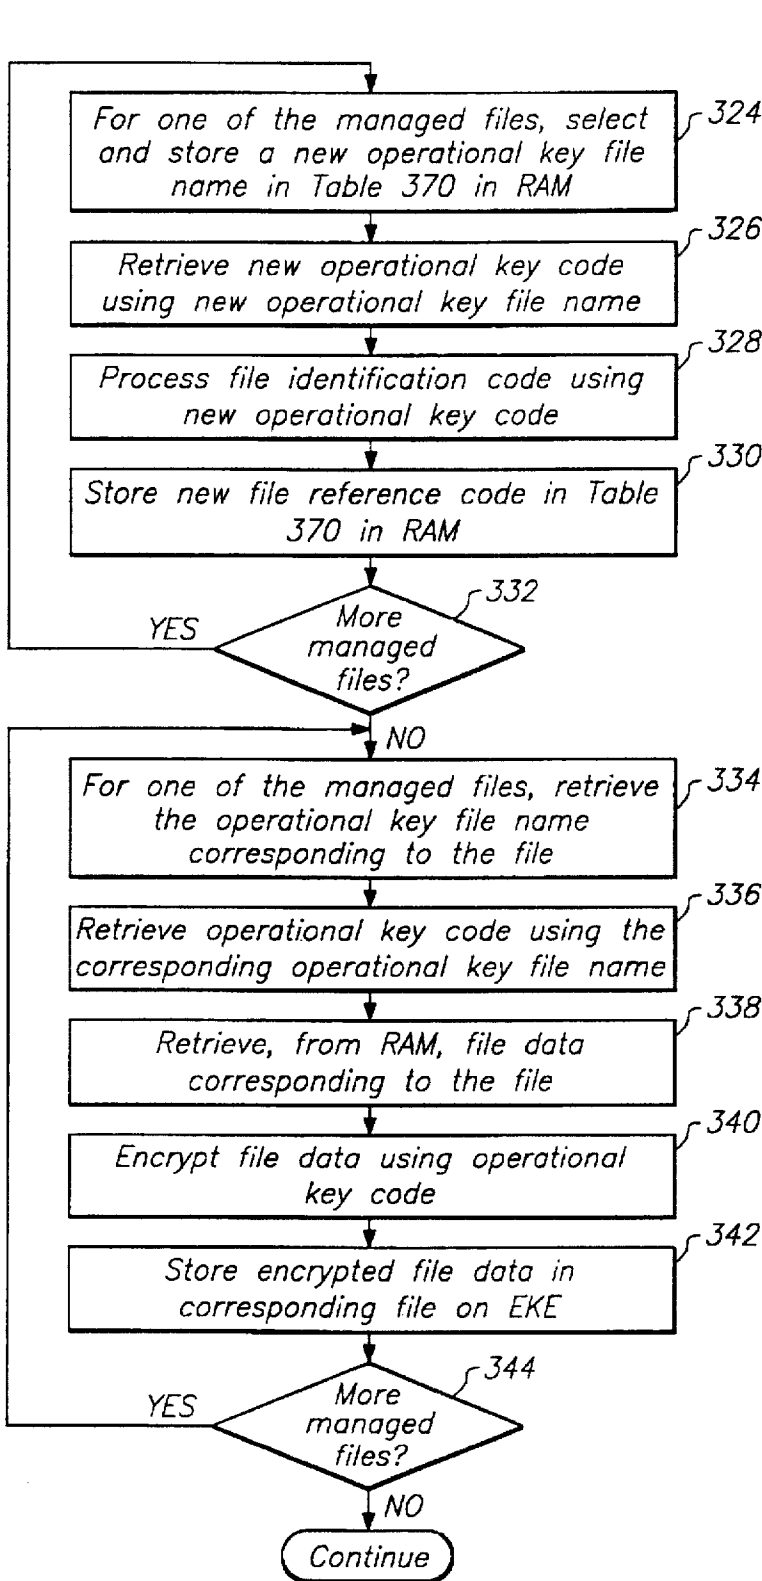 For one of the managed files, select
and store a new operational key file
name in Table 370 in RAM
324
Retrieve new operational key code
using new operational key file name
326
Process file identification code using
new operational key code
328
Store new file reference code in Table
370 in RAM
330
More
managed
files?
332
YES
NO
For one of the managed files, retrieve
the operational key file name
corresponding to the file
334
Retrieve operational key code using the
corresponding operational key file name
336
Retrieve, from RAM, file data
corresponding to the file
338
Encrypt file data using operational
key code
340
Store encrypted file data in
corresponding file on EKE
342
More
managed
files?
344
YES
NO
Continue